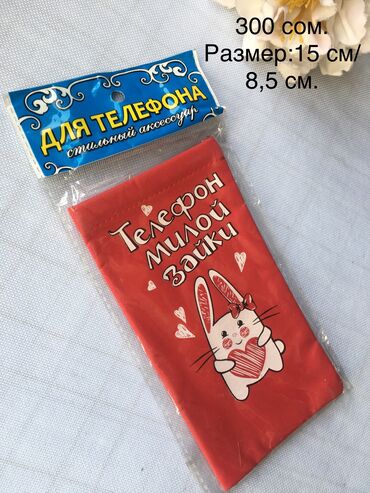 300 сом.
Размер:15 см/
8,5 см.
ДЛЯ ТЕЛЕФОНА
стильный аксессуар
Телефон
милой
зайки